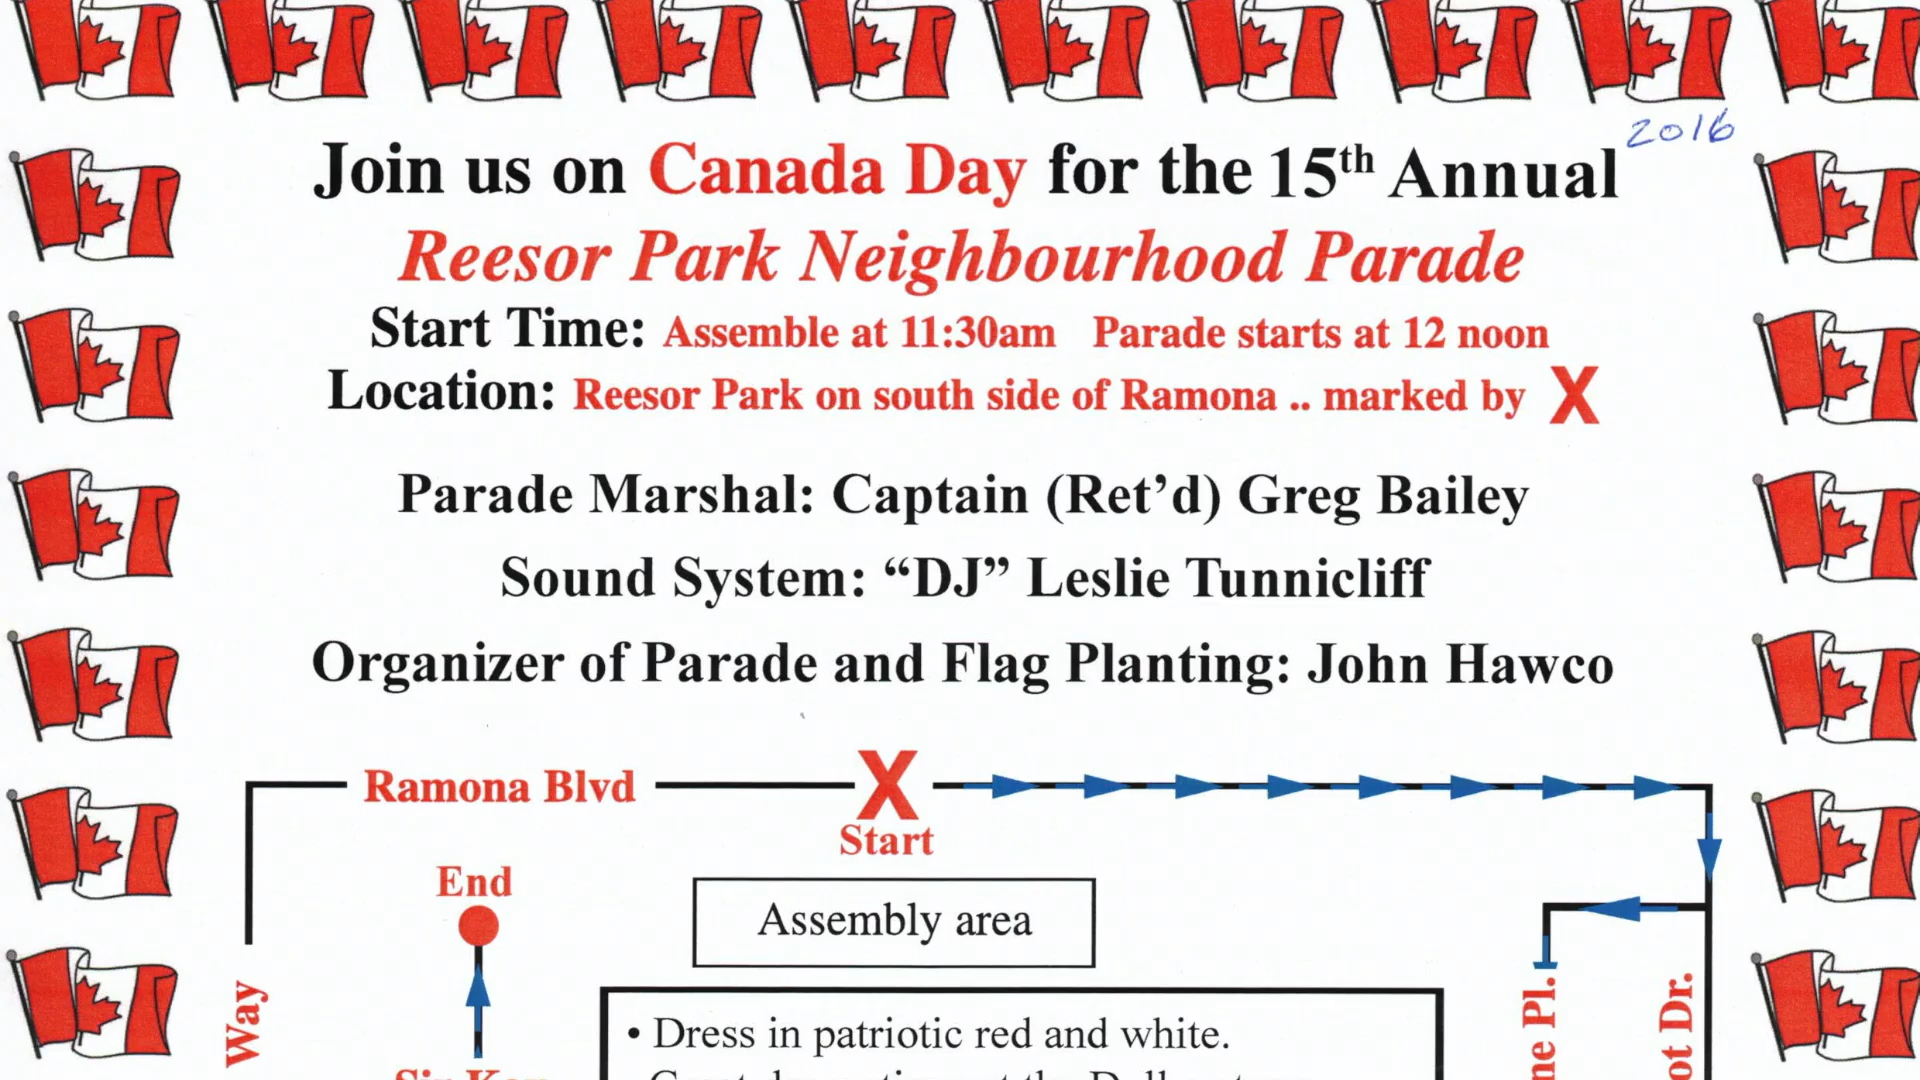 2016
Join us on Canada Day for the 15th Annual
Reesor Park Neighbourhood Parade
Start Time: Assemble at 11:30am Parade starts at 12 noon
Location: Reesor Park on south side of Ramona .. marked by X
Parade Marshal: Captain (Ret’d) Greg Bailey
Sound System: “DJ” Leslie Tunnicliff
Organizer of Parade and Flag Planting: John Hawco
Ramona Blvd
X
Start
End
Assembly area
Way
• Dress in patriotic red and white.
Pl.
Dr.